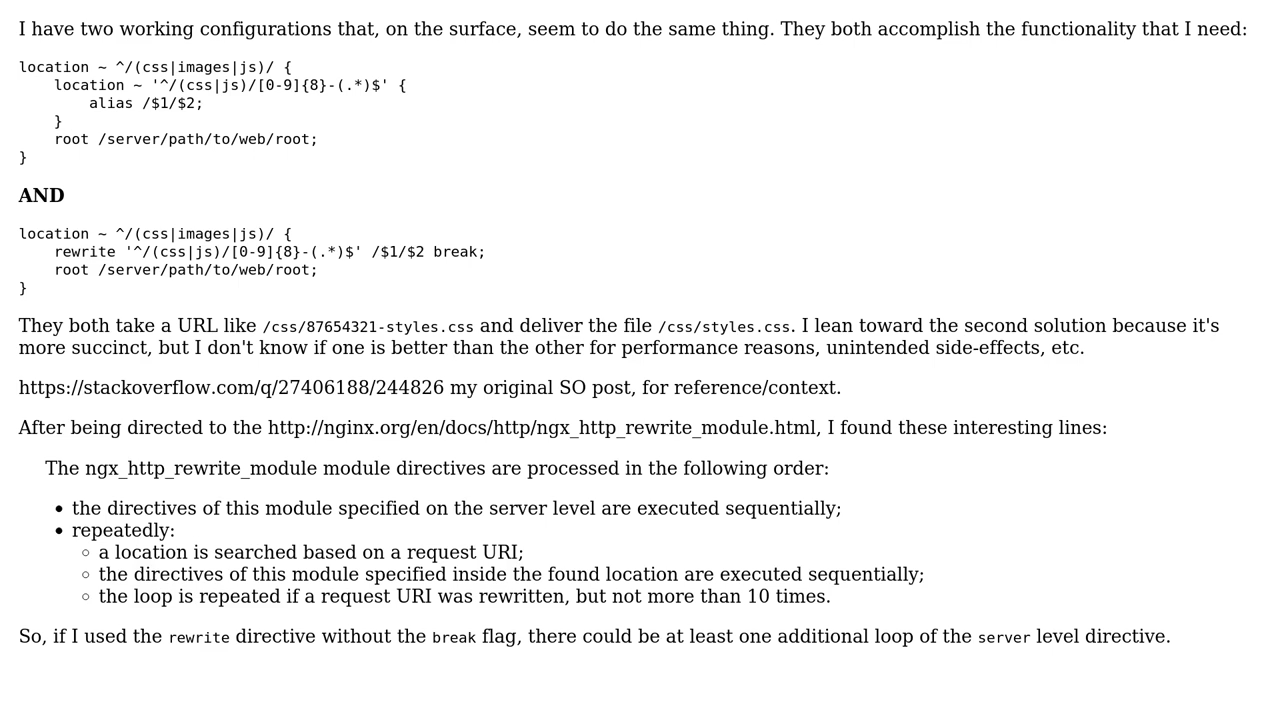 I have two working configurations that, on the surface, seem to do the same thing. They both accomplish the functionality that I need:
location ~ ^/(css|images|js)/ {
    location ~ '^/(css|js)/[0-9]{8}-(.*)$' {
        alias /$1/$2;
    }
    root /server/path/to/web/root;
}
AND
location ~ ^/(css|images|js)/ {
    rewrite '^/(css|js)/[0-9]{8}-(.*)$' /$1/$2 break;
    root /server/path/to/web/root;
}
They both take a URL like /css/87654321-styles.css and deliver the file /css/styles.css. I lean toward the second solution because it's
more succinct, but I don't know if one is better than the other for performance reasons, unintended side-effects, etc.
https://stackoverflow.com/q/27406188/244826 my original SO post, for reference/context.
After being directed to the http://nginx.org/en/docs/http/ngx_http_rewrite_module.html, I found these interesting lines:
The ngx_http_rewrite_module module directives are processed in the following order:
• the directives of this module specified on the server level are executed sequentially;
• repeatedly:
◦ a location is searched based on a request URI;
◦ the directives of this module specified inside the found location are executed sequentially;
◦ the loop is repeated if a request URI was rewritten, but not more than 10 times.
So, if I used the rewrite directive without the break flag, there could be at least one additional loop of the server level directive.